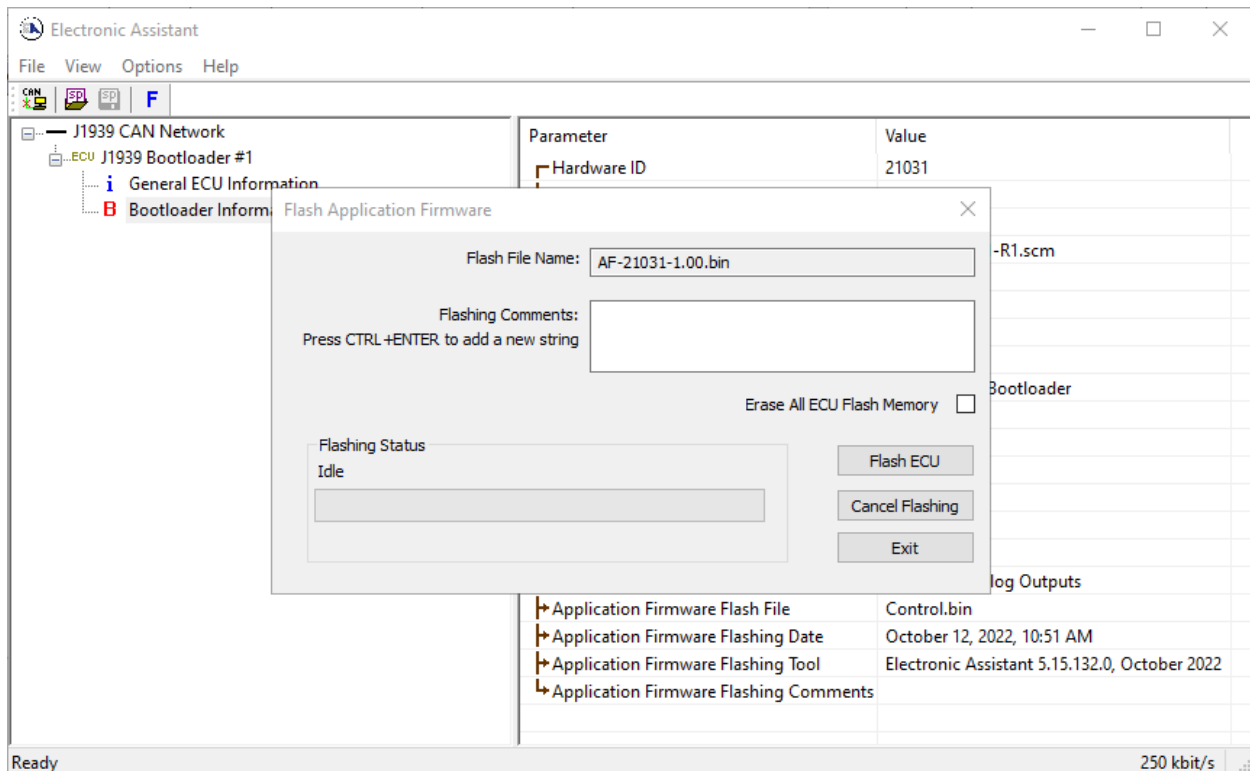 Electronic Assistant
File View Options Help
CAN SP SP F
J1939 CAN Network
ECU J1939 Bootloader #1
i General ECU Information
B Bootloader Informa
Parameter Value
Hardware ID 21031
-R1.scm
Bootloader
log Outputs
Application Firmware Flash File Control.bin
Application Firmware Flashing Date October 12, 2022, 10:51 AM
Application Firmware Flashing Tool Electronic Assistant 5.15.132.0, October 2022
Application Firmware Flashing Comments
Flash Application Firmware
Flash File Name: AF-21031-1.00.bin
Flashing Comments:
Press CTRL+ENTER to add a new string
Erase All ECU Flash Memory
Flashing Status
Idle
Flash ECU
Cancel Flashing
Exit
Ready 250 kbit/s